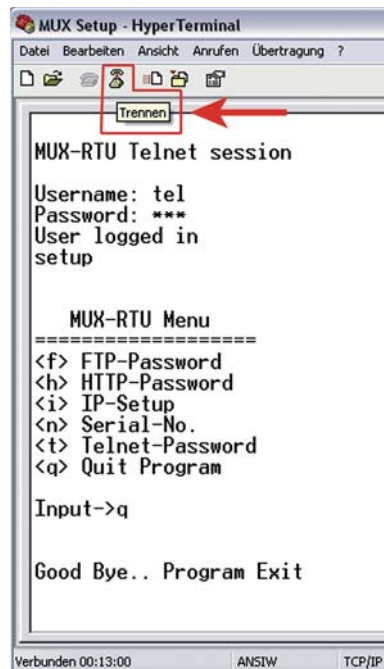 MUX Setup - HyperTerminal
Datei Bearbeiten Ansicht Anrufen Übertragung ?
Trennen
MUX-RTU Telnet session
Username: tel
Password: ***
User logged in
setup
MUX-RTU Menu
====================
<f> FTP-Password
<h> HTTP-Password
<i> IP-Setup
<n> Serial-No.
<t> Telnet-Password
<q> Quit Program
Input->q
Good Bye.. Program Exit
Verbunden 00:13:00 ANSIW TCP/IP